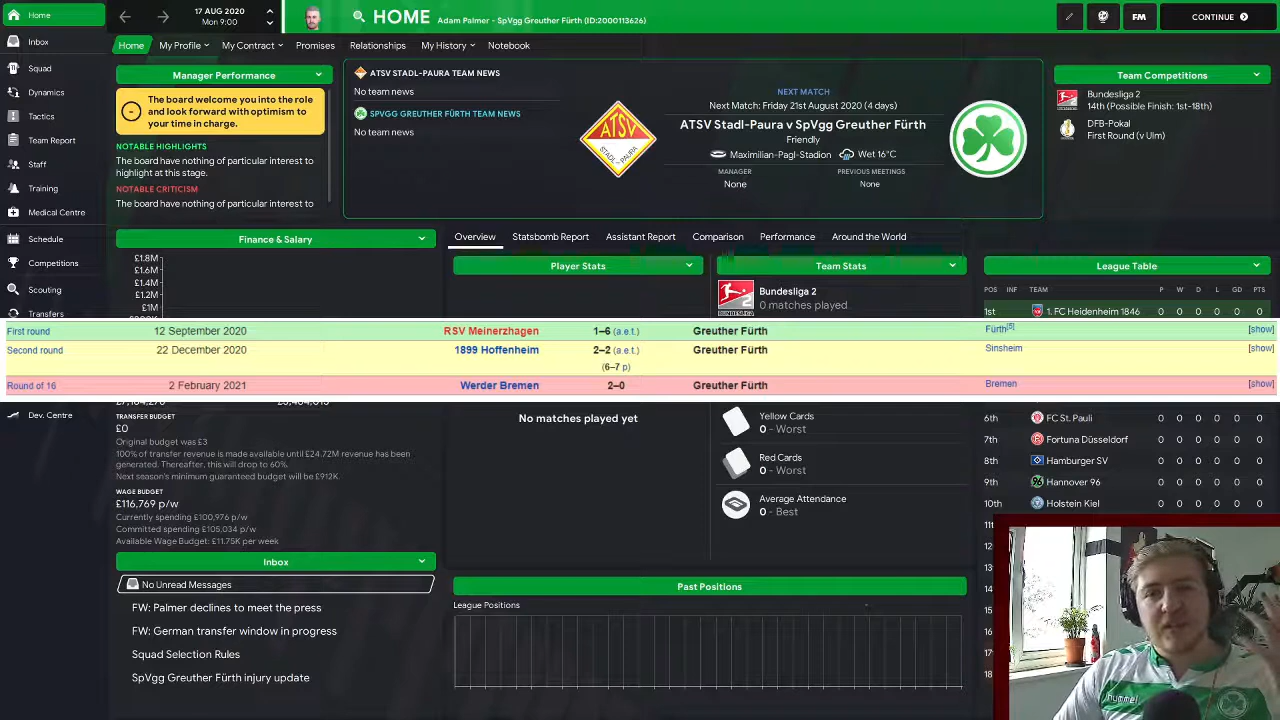 Home
17 AUG 2020
Mon 9:00
HOME
Adam Palmer - SpVgg Greuther Fürth (ID:2000113626)
FM
CONTINUE
Inbox
Squad
Dynamics
Tactics
Team Report
Staff
Training
Medical Centre
Schedule
Competitions
Scouting
Transfers
Dev. Centre
Home
My Profile
My Contract
Promises
Relationships
My History
Notebook
Manager Performance
The board welcome you into the role
and look forward with optimism to
your time in charge.
NOTABLE HIGHLIGHTS
The board have nothing of particular interest to
highlight at this stage.
NOTABLE CRITICISM
The board have nothing of particular interest to
ATSV STADL-PAURA TEAM NEWS
No team news
SPVGG GREUTHER FÜRTH TEAM NEWS
No team news
ATSV
STADL-PAURA
NEXT MATCH
Next Match: Friday 21st August 2020 (4 days)
ATSV Stadl-Paura v SpVgg Greuther Fürth
Friendly
Maximilian-Pagl-Stadion
Wet 16°C
MANAGER
None
PREVIOUS MEETINGS
None
Team Competitions
Bundesliga 2
14th (Possible Finish: 1st-18th)
DFB-Pokal
First Round (v Ulm)
Finance & Salary
£1.8M
£1.6M
£1.4M
£1.2M
£1M
Overview
Statsbomb Report
Assistant Report
Comparison
Performance
Around the World
Player Stats
Team Stats
Bundesliga 2
0 matches played
League Table
POS INF TEAM P W D L GD PTS
1st 1. FC Heidenheim 1846 0 0 0 0 0 0
First round 12 September 2020 RSV Meinerzhagen 1–6 (a.e.t.) Greuther Fürth Fürth[5] [show]
Second round 22 December 2020 1899 Hoffenheim 2–2 (a.e.t.) Greuther Fürth Sinsheim [show]
(6–7 p)
Round of 16 2 February 2021 Werder Bremen 2–0 Greuther Fürth Bremen [show]
TRANSFER BUDGET
£0
Original budget was £3
100% of transfer revenue is made available until £24.72M revenue has been
generated. Thereafter, this will drop to 60%.
Next season's minimum guaranteed budget will be £912K.
WAGE BUDGET
£116,769 p/w
Currently spending £100,976 p/w
Committed spending £105,034 p/w
Available Wage Budget: £11.75K per week
No matches played yet
Yellow Cards
0 - Worst
Red Cards
0 - Worst
Average Attendance
0 - Best
6th FC St. Pauli 0 0 0 0 0 0
7th Fortuna Düsseldorf 0 0 0 0 0 0
8th Hamburger SV 0 0 0 0 0 0
9th Hannover 96 0 0 0 0 0 0
10th Holstein Kiel 0 0 0 0 0 0
Inbox
No Unread Messages
FW: Palmer declines to meet the press
FW: German transfer window in progress
Squad Selection Rules
SpVgg Greuther Fürth injury update
Past Positions
League Positions
hummel